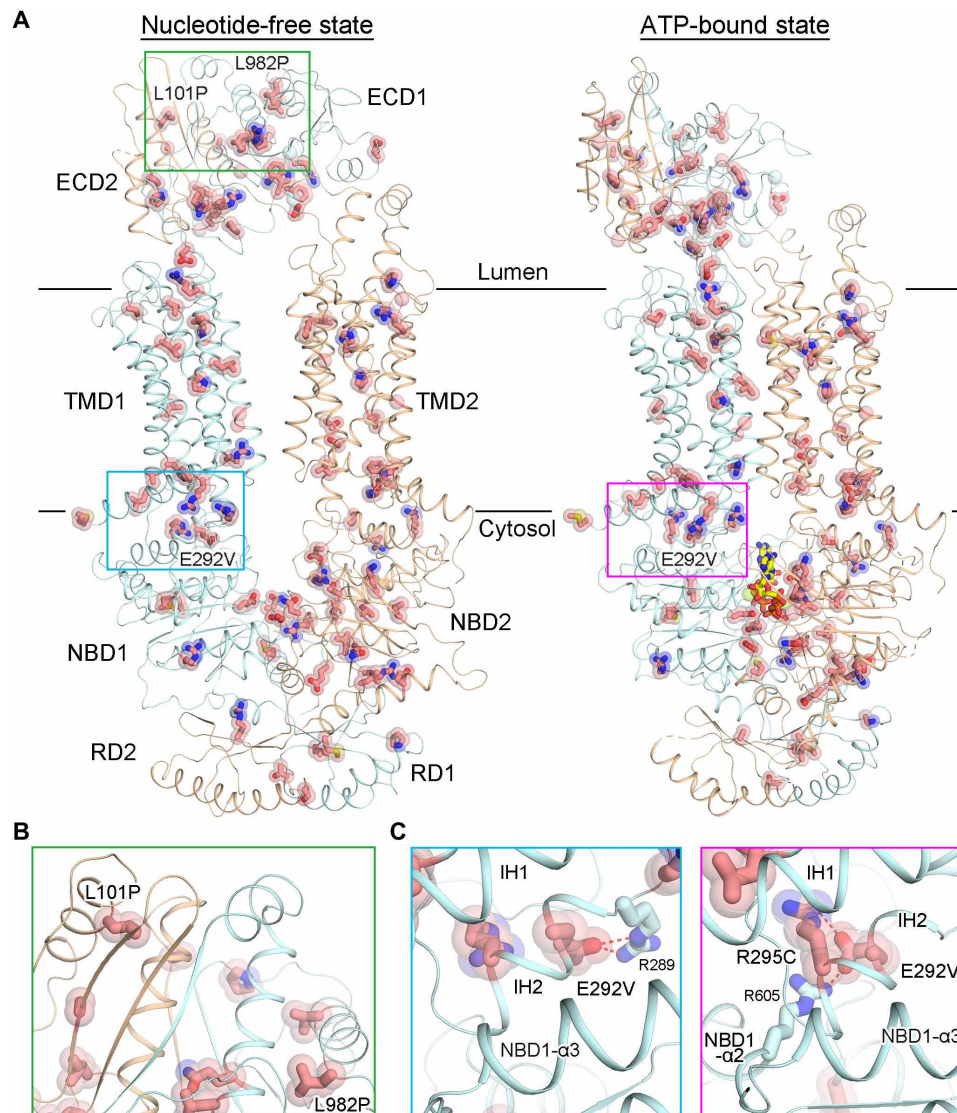 A
Nucleotide-free state
ATP-bound state
L982P
L101P
ECD1
ECD2
Lumen
TMD1
TMD2
Cytosol
E292V
E292V
NBD1
NBD2
RD2
RD1
B
C
L101P
L982P
IH1
R289
IH2
E292V
NBD1-α3
IH1
IH2
R295C
E292V
R605
NBD1
-α2
NBD1-α3